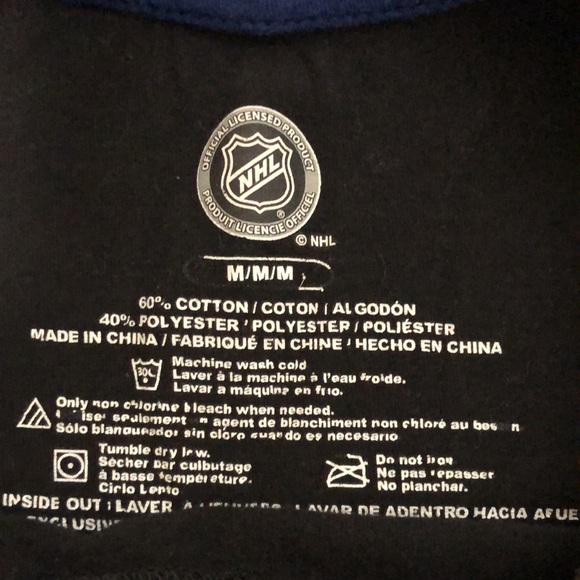 OFFICIAL LICENSED PRODUCT
NHL
®
PRODUIT LICENCIE OFFICIEL
© NHL
M/M/M
60% COTTON / COTON / ALGODÓN
40% POLYESTER / POLYESTER / POLIÉSTER
MADE IN CHINA / FABRIQUÉ EN CHINE / HECHO EN CHINA
30C
Machine wash cold
Laver à la machine à l'eau froide.
Lavar a máquina en frio.
Only non chlorine bleach when needed.
seulement agent de blanchiment non chloré au
Sólo blanqueador sin cloro cuando es necesario
Tumble dry low.
Sécher par culbutage
à basse température.
Ciclo Lento
Do not iron
Ne pas repasser
No planchar.
INSIDE OUT / LAVER LAVAR DE ADENTRO HACIA